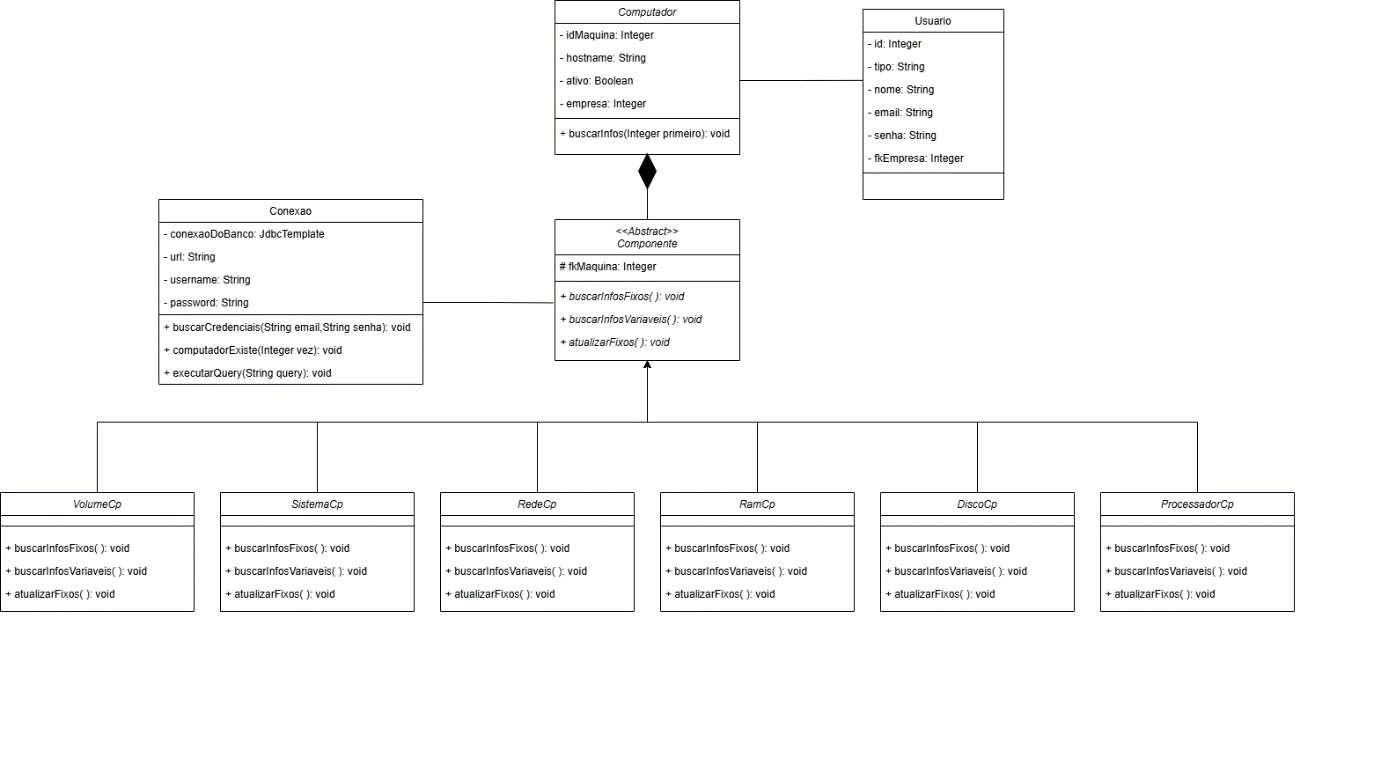 Computador
- idMaquina: Integer
- hostname: String
- ativo: Boolean
- empresa: Integer
+ buscarInfos(Integer primeiro): void
Usuario
- id: Integer
- tipo: String
- nome: String
- email: String
- senha: String
- fkEmpresa: Integer
Conexao
- conexaoDoBanco: JdbcTemplate
- url: String
- username: String
- password: String
+ buscarCredenciais(String email,String senha): void
+ computadorExiste(Integer vez): void
+ executarQuery(String query): void
<<Abstract>>
Componente
# fkMaquina: Integer
+ buscarInfosFixos( ): void
+ buscarInfosVariaveis( ): void
+ atualizarFixos( ): void
VolumeCp
+ buscarInfosFixos( ): void
+ buscarInfosVariaveis( ): void
+ atualizarFixos( ): void
SistemaCp
+ buscarInfosFixos( ): void
+ buscarInfosVariaveis( ): void
+ atualizarFixos( ): void
RedeCp
+ buscarInfosFixos( ): void
+ buscarInfosVariaveis( ): void
+ atualizarFixos( ): void
RamCp
+ buscarInfosFixos( ): void
+ buscarInfosVariaveis( ): void
+ atualizarFixos( ): void
DiscoCp
+ buscarInfosFixos( ): void
+ buscarInfosVariaveis( ): void
+ atualizarFixos( ): void
ProcessadorCp
+ buscarInfosFixos( ): void
+ buscarInfosVariaveis( ): void
+ atualizarFixos( ): void